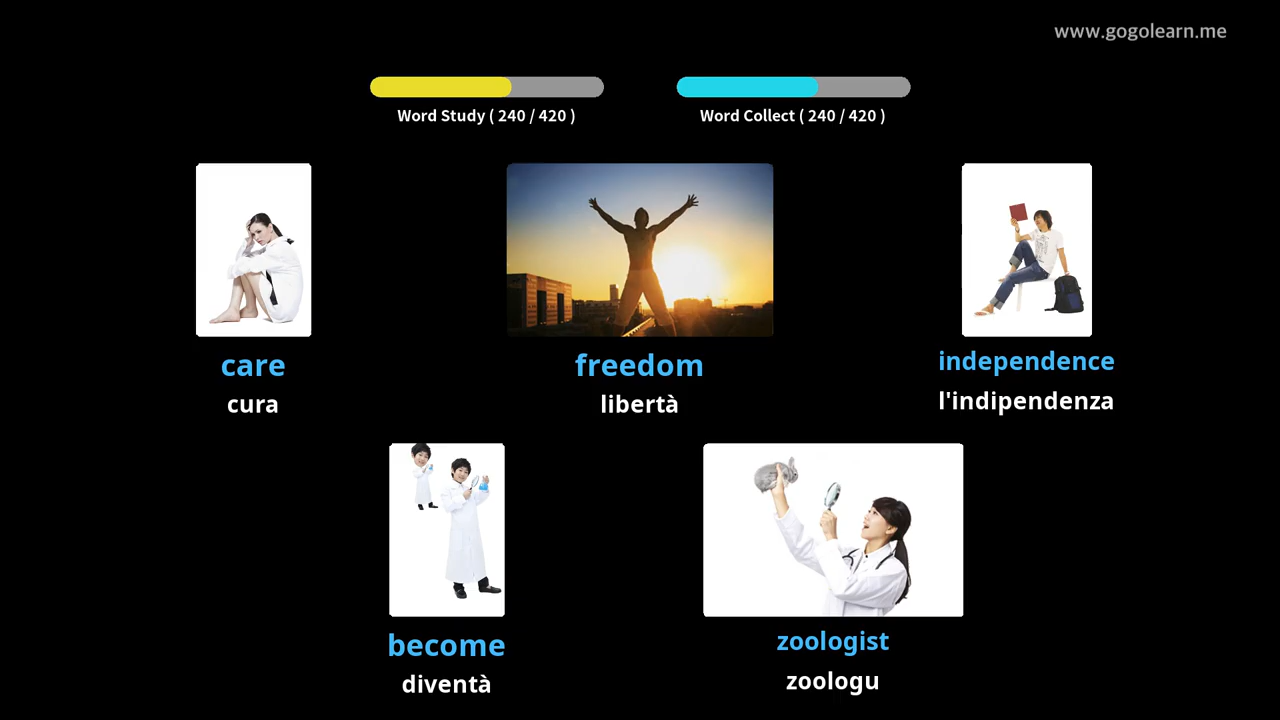 www.gogolearn.me
Word Study ( 240 / 420 )
Word Collect ( 240 / 420 )
care
cura
freedom
libertà
independence
l'indipendenza
become
diventà
zoologist
zoologu